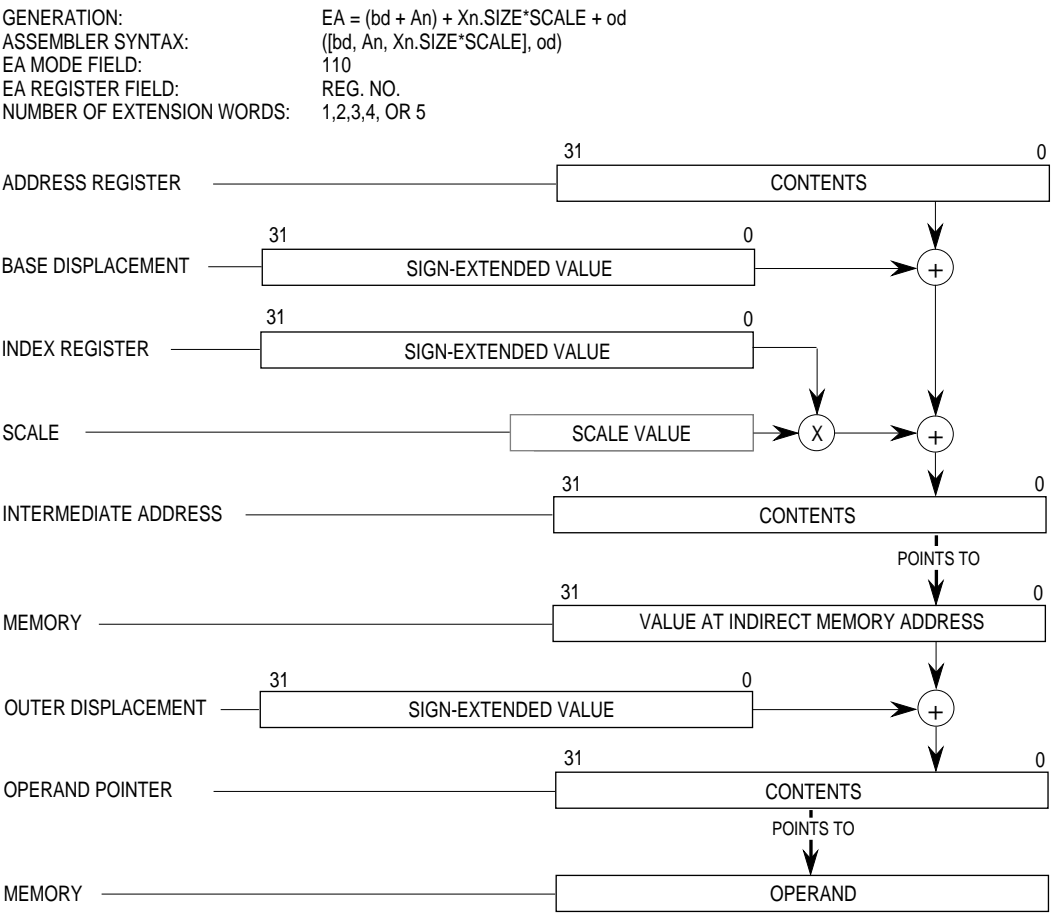 GENERATION: EA = (bd + An) + Xn.SIZE*SCALE + od
ASSEMBLER SYNTAX: ([bd, An, Xn.SIZE*SCALE], od)
EA MODE FIELD: 110
EA REGISTER FIELD: REG. NO.
NUMBER OF EXTENSION WORDS: 1,2,3,4, OR 5
31 0
ADDRESS REGISTER CONTENTS
31 0
BASE DISPLACEMENT SIGN-EXTENDED VALUE +
31 0
INDEX REGISTER SIGN-EXTENDED VALUE
SCALE SCALE VALUE X +
31 0
INTERMEDIATE ADDRESS CONTENTS
POINTS TO
31 0
MEMORY VALUE AT INDIRECT MEMORY ADDRESS
31 0
OUTER DISPLACEMENT SIGN-EXTENDED VALUE +
31 0
OPERAND POINTER CONTENTS
POINTS TO
MEMORY OPERAND